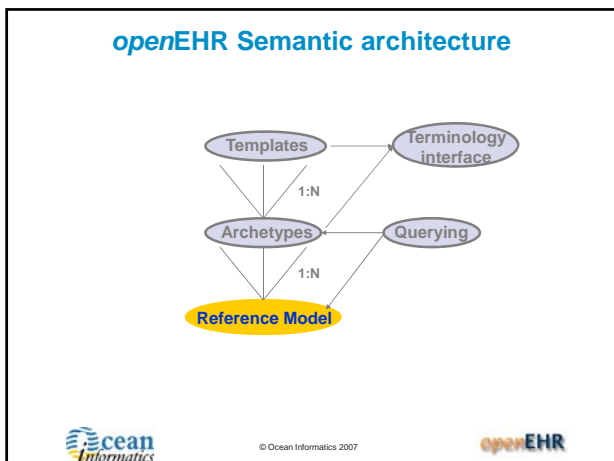 openEHR Semantic architecture
Templates
Terminology
interface
1:N
Archetypes
Querying
1:N
Reference Model
Ocean
Informatics
© Ocean Informatics 2007
openEHR